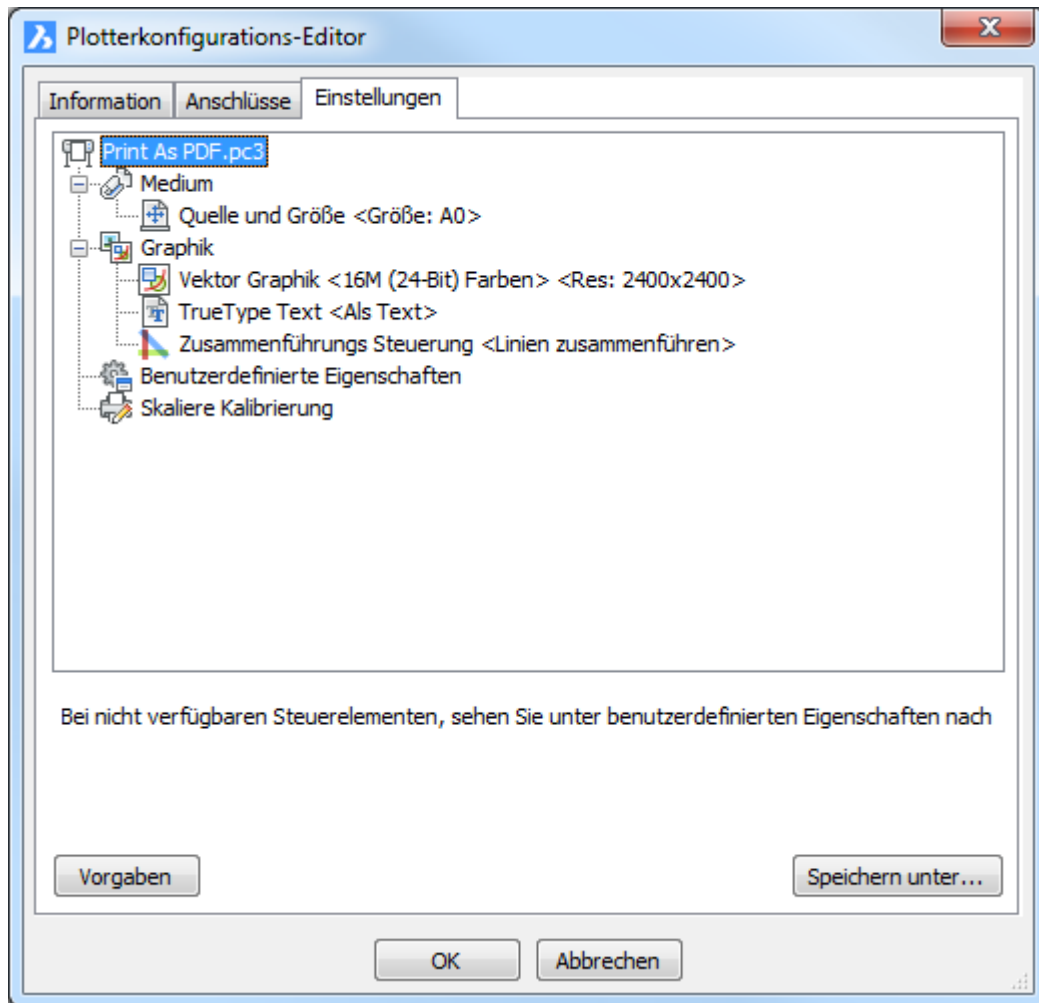 Plotterkonfigurations-Editor
Information Anschlüsse Einstellungen
Print As PDF.pc3
Medium
Quelle und Größe <Größe: A0>
Graphik
Vektor Graphik <16M (24-Bit) Farben> <Res: 2400x2400>
TrueType Text <Als Text>
Zusammenführungs Steuerung <Linien zusammenführen>
Benutzerdefinierte Eigenschaften
Skaliere Kalibrierung
Bei nicht verfügbaren Steuerelementen, sehen Sie unter benutzerdefinierten Eigenschaften nach
Vorgaben Speichern unter...
OK Abbrechen